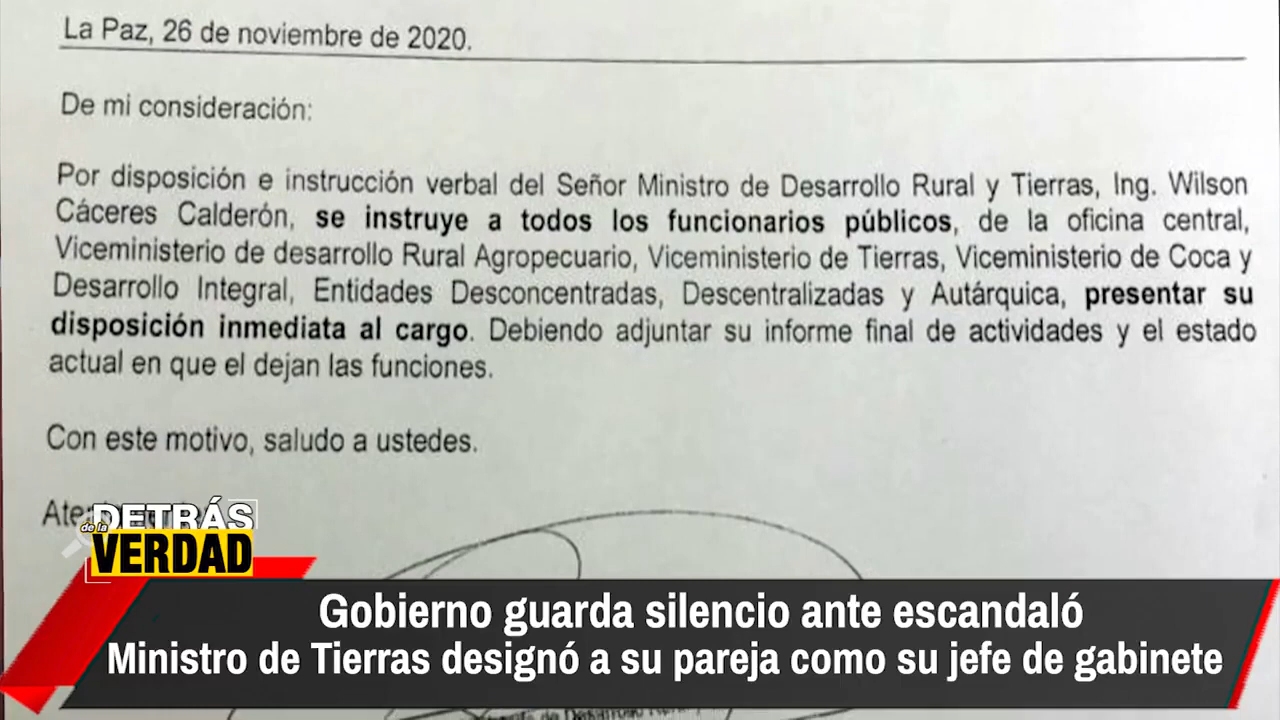 La Paz, 26 de noviembre de 2020.
De mi consideración:
Por disposición e instrucción verbal del Señor Ministro de Desarrollo Rural y Tierras, Ing. Wilson
Cáceres Calderón, se instruye a todos los funcionarios públicos, de la oficina central,
Viceministerio de desarrollo Rural Agropecuario, Viceministerio de Tierras, Viceministerio de Coca y
Desarrollo Integral, Entidades Desconcentradas, Descentralizadas y Autárquica, presentar su
disposición inmediata al cargo. Debiendo adjuntar su informe final de actividades y el estado
actual en que el dejan las funciones.
Con este motivo, saludo a ustedes.
DETRÁS
de la
VERDAD
Gobierno guarda silencio ante escandaló
Ministro de Tierras designó a su pareja como su jefe de gabinete